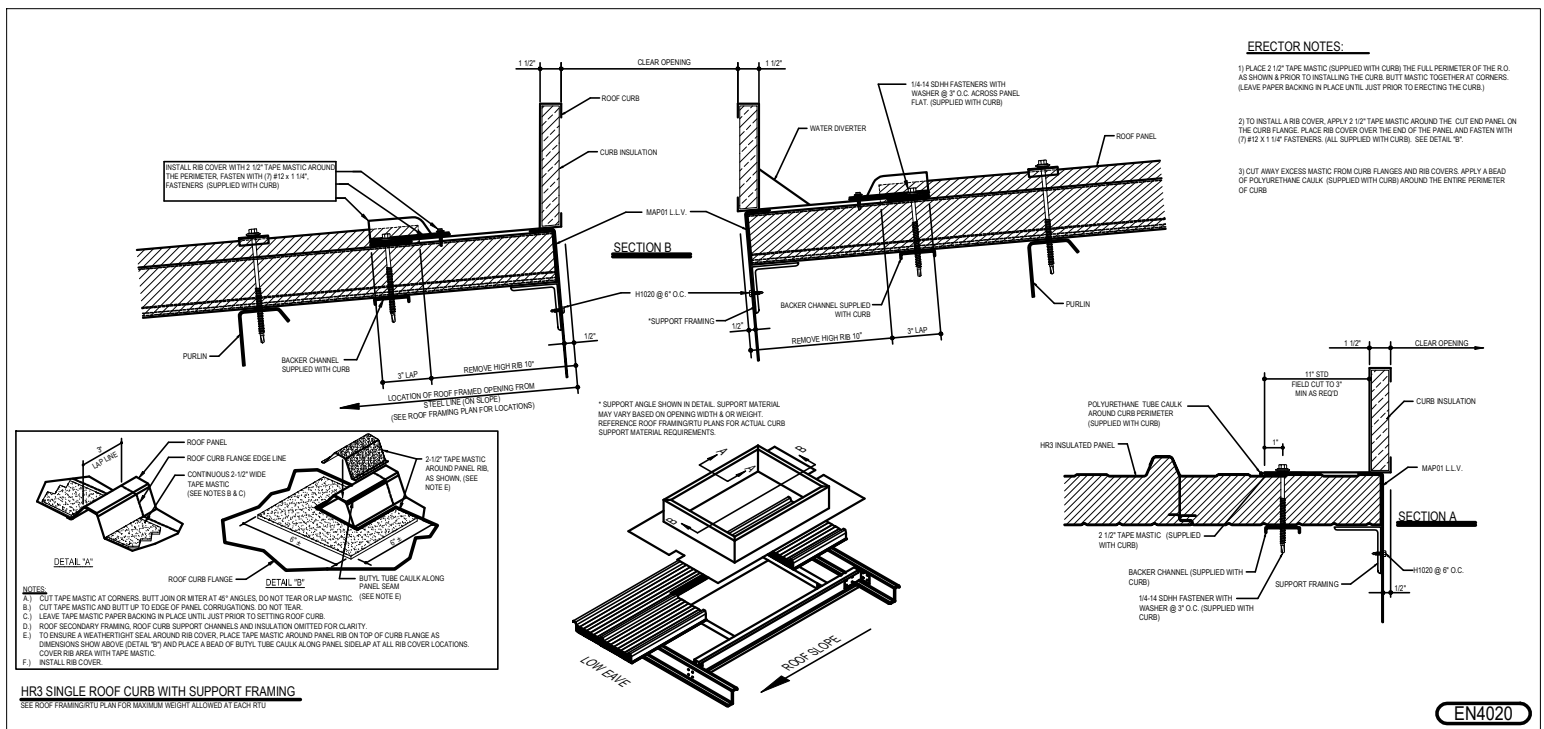 1 1/2"
CLEAR OPENING
1 1/2"
ROOF CURB
CURB INSULATION
1/4-14 SDHH FASTENERS WITH
WASHER @ 3" O.C. ACROSS PANEL
FLAT. (SUPPLIED WITH CURB)
WATER DIVERTER
ROOF PANEL
INSTALL RIB COVER WITH 2 1/2" TAPE MASTIC AROUND
THE PERIMETER, FASTEN WITH (7) #12 x 1 1/4",
FASTENERS (SUPPLIED WITH CURB)
MAP01 L.L.V.
SECTION B
H1020 @ 6" O.C.
*SUPPORT FRAMING
BACKER CHANNEL SUPPLIED
WITH CURB
PURLIN
PURLIN
BACKER CHANNEL
SUPPLIED WITH CURB
1/2"
3" LAP
REMOVE HIGH RIB 10"
1/2"
3" LAP
REMOVE HIGH RIB 10"
LOCATION OF ROOF FRAMED OPENING FROM
STEEL LINE (ON SLOPE)
(SEE ROOF FRAMING PLAN FOR LOCATIONS)
ERECTOR NOTES:
1) PLACE 2 1/2" TAPE MASTIC (SUPPLIED WITH CURB) THE FULL PERIMETER OF THE R.O.
AS SHOWN & PRIOR TO INSTALLING THE CURB. BUTT MASTIC TOGETHER AT CORNERS.
(LEAVE PAPER BACKING IN PLACE UNTIL JUST PRIOR TO ERECTING THE CURB.)
2) TO INSTALL A RIB COVER, APPLY 2 1/2" TAPE MASTIC AROUND THE CUT END PANEL ON
THE CURB FLANGE. PLACE RIB COVER OVER THE END OF THE PANEL AND FASTEN WITH
(7) #12 X 1 1/4" FASTENERS. (ALL SUPPLIED WITH CURB). SEE DETAIL "B".
3) CUT AWAY EXCESS MASTIC FROM CURB FLANGES AND RIB COVERS. APPLY A BEAD
OF POLYURETHANE CAULK (SUPPLIED WITH CURB) AROUND THE ENTIRE PERIMETER
OF CURB
* SUPPORT ANGLE SHOWN IN DETAIL. SUPPORT MATERIAL
MAY VARY BASED ON OPENING WIDTH & OR WEIGHT.
REFERENCE ROOF FRAMING/RTU PLANS FOR ACTUAL CURB
SUPPORT MATERIAL REQUIREMENTS.
A
A
B
B
LOW EAVE
ROOF SLOPE
1 1/2"
CLEAR OPENING
11" STD
FIELD CUT TO 3"
MIN AS REQ'D
POLYURETHANE TUBE CAULK
AROUND CURB PERIMETER
(SUPPLIED WITH CURB)
CURB INSULATION
1"
HR3 INSULATED PANEL
MAP01 L.L.V.
SECTION A
2 1/2" TAPE MASTIC (SUPPLIED
WITH CURB)
BACKER CHANNEL (SUPPLIED WITH
CURB)
SUPPORT FRAMING
H1020 @ 6" O.C.
1/4-14 SDHH FASTENER WITH
WASHER @ 3" O.C. (SUPPLIED WITH
CURB)
1/2"
3"
LAP LINE
ROOF PANEL
ROOF CURB FLANGE EDGE LINE
CONTINUOUS 2-1/2" WIDE
TAPE MASTIC
(SEE NOTES B & C)
DETAIL "A"
2-1/2" TAPE MASTIC
AROUND PANEL RIB,
AS SHOWN, (SEE
NOTE E)
6" ±
6" ±
ROOF CURB FLANGE
DETAIL "B"
BUTYL TUBE CAULK ALONG
PANEL SEAM
(SEE NOTE E)
NOTES:
A.) CUT TAPE MASTIC AT CORNERS. BUTT JOIN OR MITER AT 45° ANGLES, DO NOT TEAR OR LAP MASTIC.
B.) CUT TAPE MASTIC AND BUTT UP TO EDGE OF PANEL CORRUGATIONS. DO NOT TEAR.
C.) LEAVE TAPE MASTIC PAPER BACKING IN PLACE UNTIL JUST PRIOR TO SETTING ROOF CURB.
D.) ROOF SECONDARY FRAMING, ROOF CURB SUPPORT CHANNELS AND INSULATION OMITTED FOR CLARITY.
E.) TO ENSURE A WEATHERTIGHT SEAL AROUND RIB COVER, PLACE TAPE MASTIC AROUND PANEL RIB ON TOP OF CURB FLANGE AS
DIMENSIONS SHOW ABOVE (DETAIL "B") AND PLACE A BEAD OF BUTYL TUBE CAULK ALONG PANEL SIDELAP AT ALL RIB COVER LOCATIONS.
COVER RIB AREA WITH TAPE MASTIC.
F.) INSTALL RIB COVER.
HR3 SINGLE ROOF CURB WITH SUPPORT FRAMING
SEE ROOF FRAMING/RTU PLAN FOR MAXIMUM WEIGHT ALLOWED AT EACH RTU
EN4020